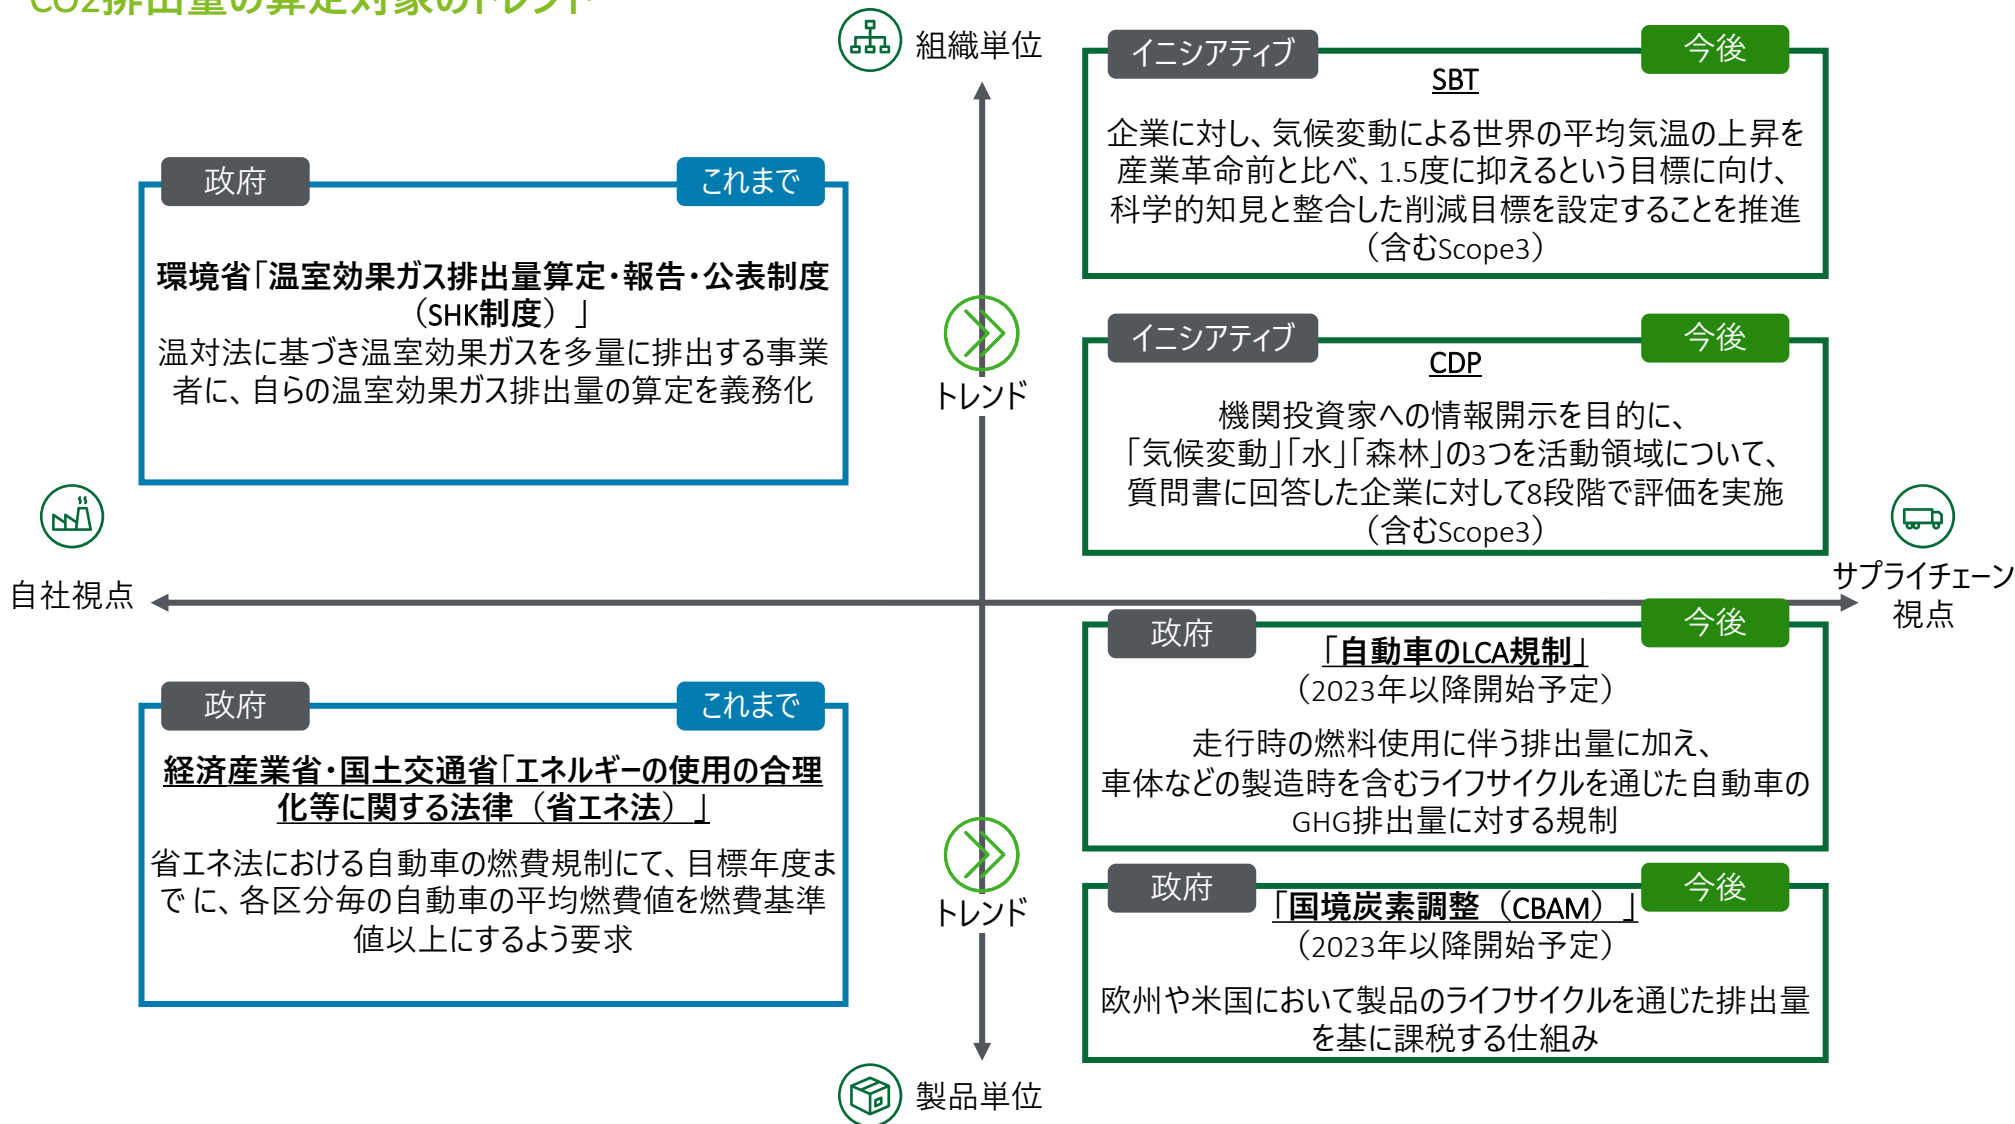 CO2排出量の算定対象のトレンド
組織単位
イニシアティブ
今後
SBT
企業に対し、気候変動による世界の平均気温の上昇を
産業革命前と比べ、1.5度に抑えるという目標に向け、
科学的知見と整合した削減目標を設定することを推進
（含むScope3）
政府
これまで
環境省「温室効果ガス排出量算定・報告・公表制度
（SHK制度）」
温対法に基づき温室効果ガスを多量に排出する事業
者に、自らの温室効果ガス排出量の算定を義務化
トレンド
イニシアティブ
今後
CDP
機関投資家への情報開示を目的に、
「気候変動」「水」「森林」の3つを活動領域について、
質問書に回答した企業に対して8段階で評価を実施
（含むScope3）
自社視点
サプライチェーン
視点
政府
これまで
経済産業省・国土交通省「エネルギーの使用の合理
化等に関する法律（省エネ法）」
省エネ法における自動車の燃費規制にて、目標年度ま
でに、各区分毎の自動車の平均燃費値を燃費基準
値以上にするよう要求
トレンド
政府
今後
「自動車のLCA規制」
（2023年以降開始予定）
走行時の燃料使用に伴う排出量に加え、
車体などの製造時を含むライフサイクルを通じた自動車の
GHG排出量に対する規制
政府
今後
「国境炭素調整（CBAM）」
（2023年以降開始予定）
欧州や米国において製品のライフサイクルを通じた排出量
を基に課税する仕組み
製品単位